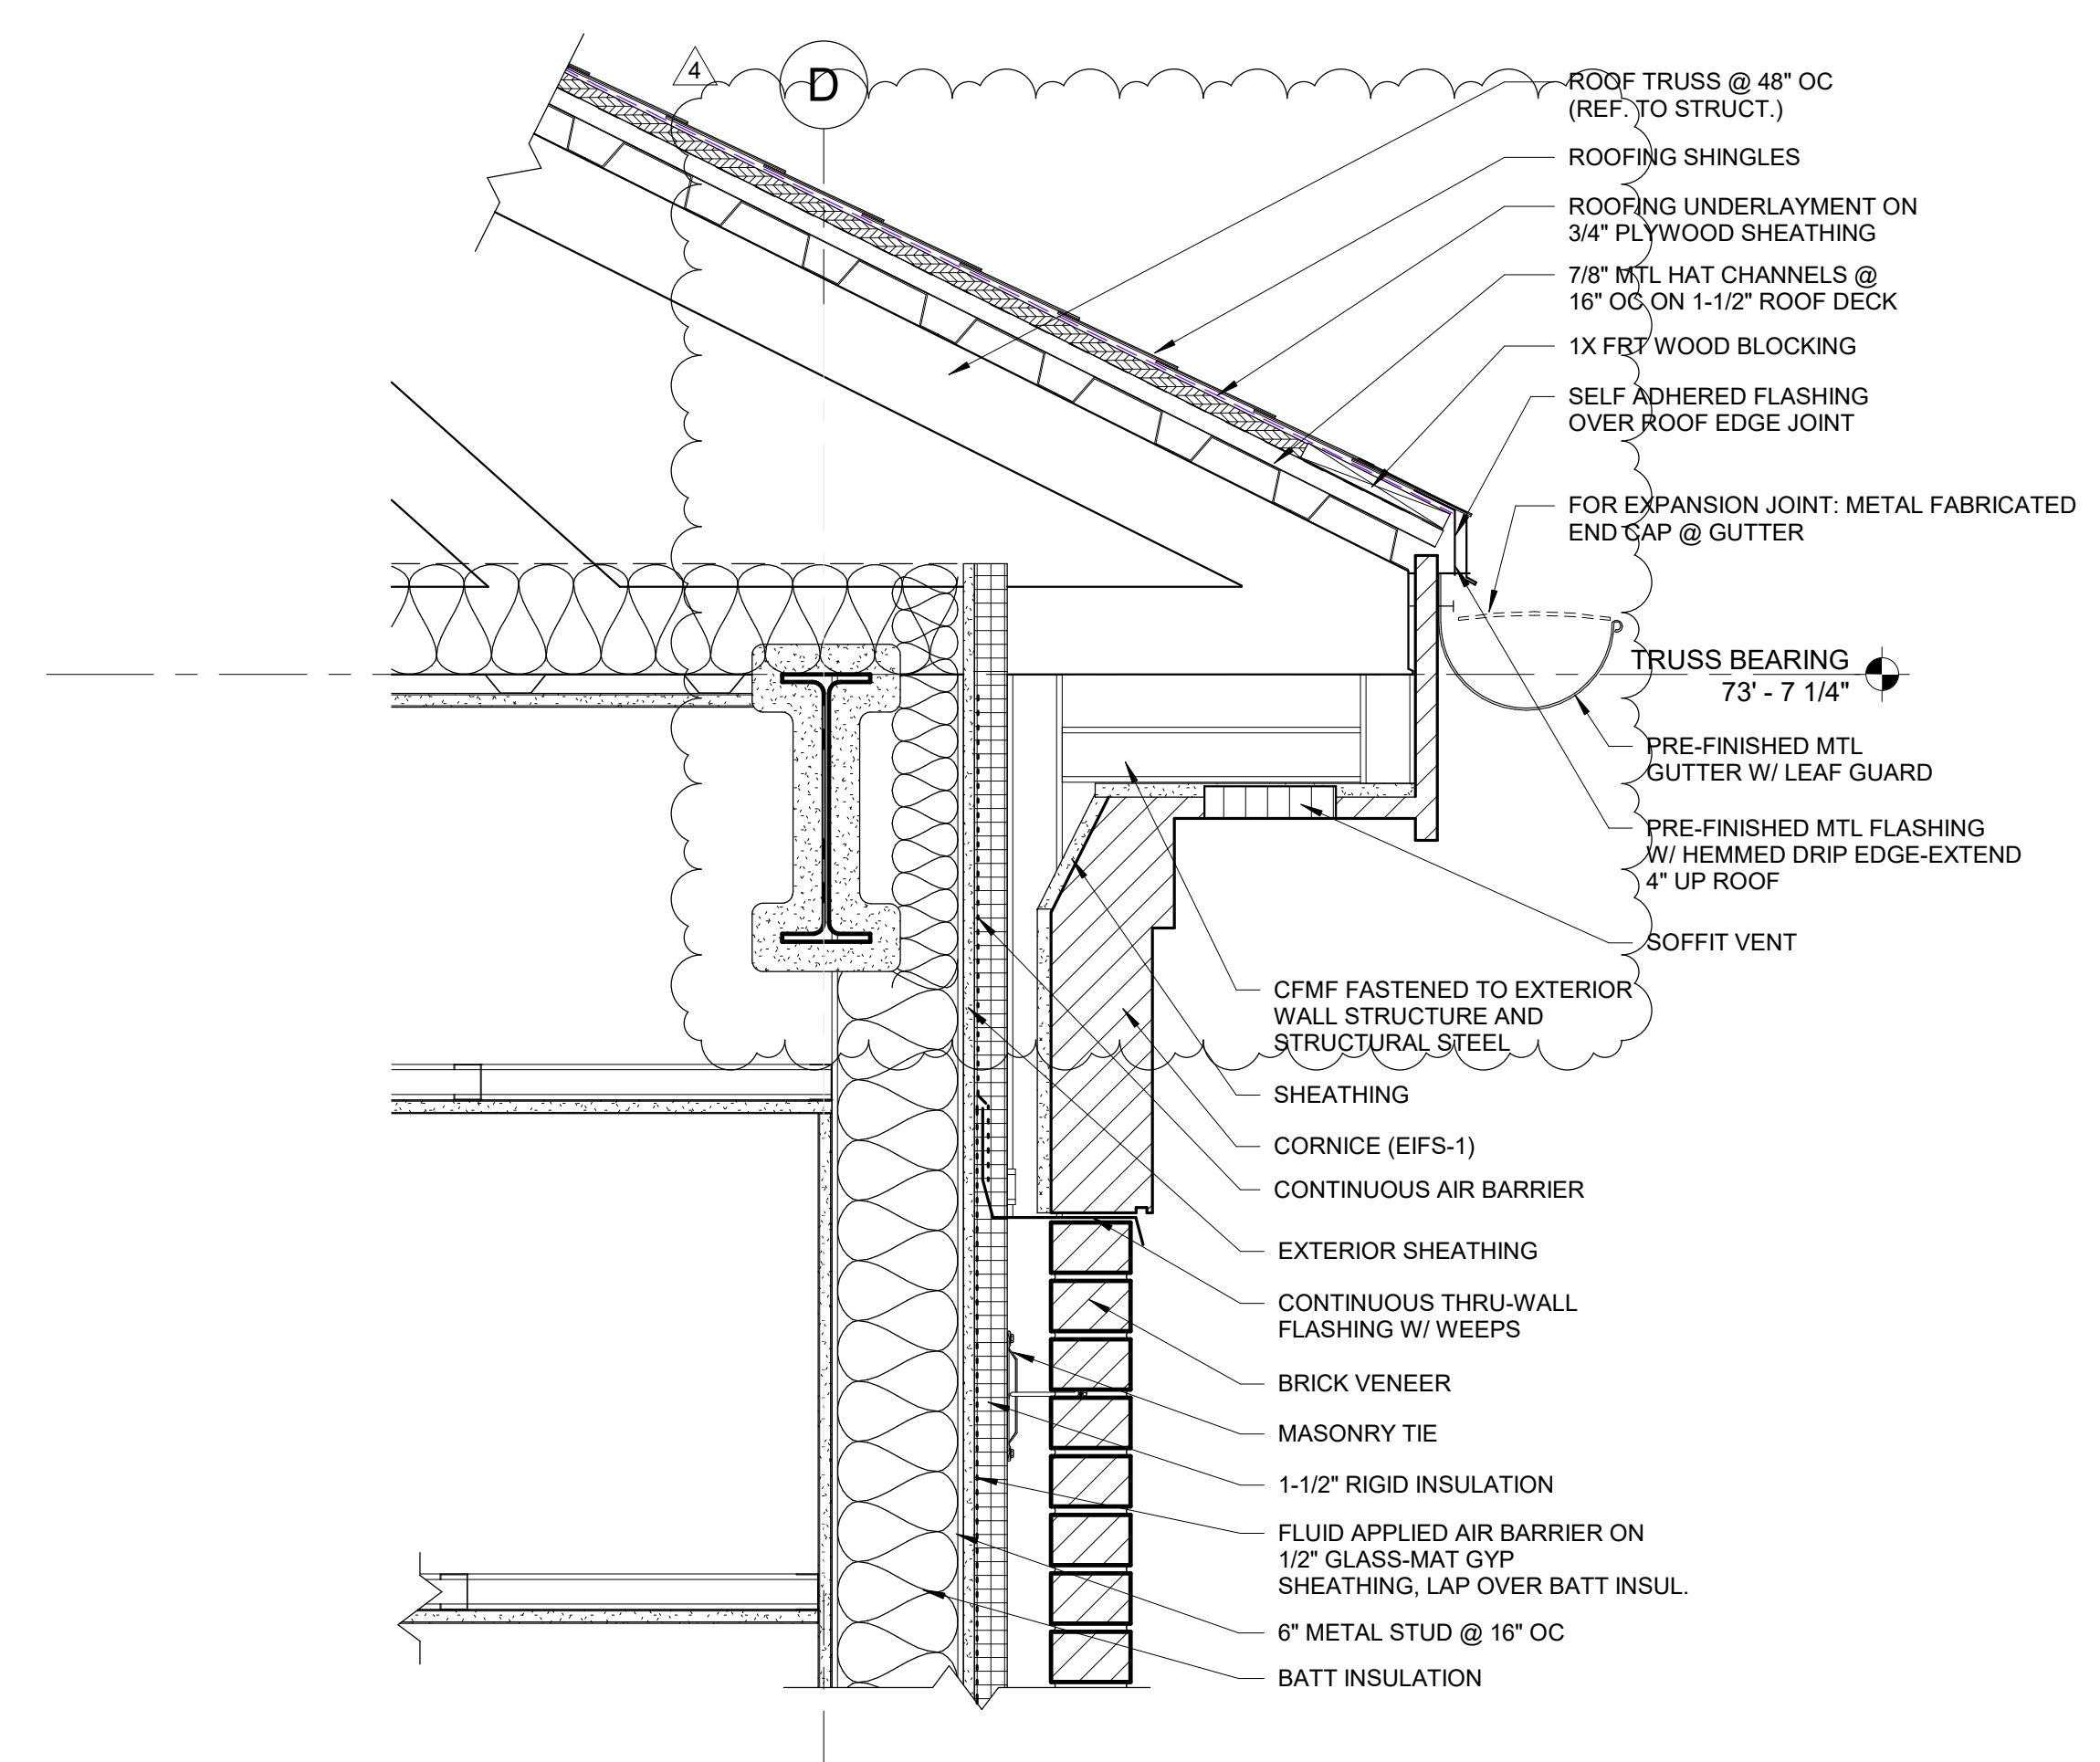 4
D
ROOF TRUSS @ 48" OC
(REF. TO STRUCT.)
ROOFING SHINGLES
ROOFING UNDERLAYMENT ON
3/4" PLYWOOD SHEATHING
7/8" MTL HAT CHANNELS @
16" OC ON 1-1/2" ROOF DECK
1X FRT WOOD BLOCKING
SELF ADHERED FLASHING
OVER ROOF EDGE JOINT
FOR EXPANSION JOINT: METAL FABRICATED
END CAP @ GUTTER
TRUSS BEARING
73' - 7 1/4"
PRE-FINISHED MTL
GUTTER W/ LEAF GUARD
PRE-FINISHED MTL FLASHING
W/ HEMMED DRIP EDGE-EXTEND
4" UP ROOF
SOFFIT VENT
CFMF FASTENED TO EXTERIOR
WALL STRUCTURE AND
STRUCTURAL STEEL
SHEATHING
CORNICE (EIFS-1)
CONTINUOUS AIR BARRIER
EXTERIOR SHEATHING
CONTINUOUS THRU-WALL
FLASHING W/ WEEPS
BRICK VENEER
MASONRY TIE
1-1/2" RIGID INSULATION
FLUID APPLIED AIR BARRIER ON
1/2" GLASS-MAT GYP
SHEATHING, LAP OVER BATT INSUL.
6" METAL STUD @ 16" OC
BATT INSULATION